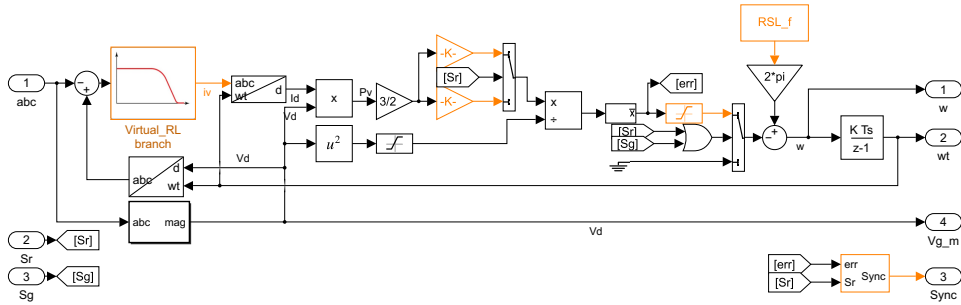 RSL_f
1
abc
−
+
Virtual_RL
branch
iv
abc
wt
d
Id
Vd
x
Pv
3/2
-K-
[Sr]
-K-
x
÷
x
[err]
[Sr]
[Sg]
2*pi
+
−
w
K Ts
z-1
1
w
2
wt
u²
Vd
abc
d
wt
abc
mag
Vd
4
Vg_m
2
Sr
[Sr]
3
Sg
[Sg]
[err]
[Sr]
err
Sr
Sync
3
Sync